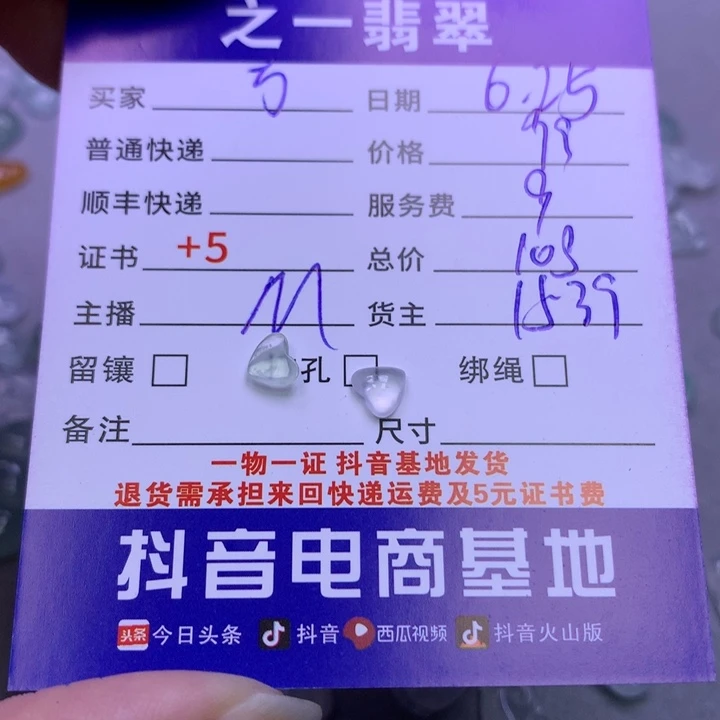 之一翡翠
买家 日期 6.25
普通快递 价格
顺丰快递 服务费 9
证书 +5 总价 103
主播 M 货主 1539
留镶 孔 绑绳
备注 尺寸
一物一证 抖音基地发货
退货需承担来回快递运费及5元证书费
抖音电商基地
头条 今日头条 抖音 西瓜视频 抖音火山版